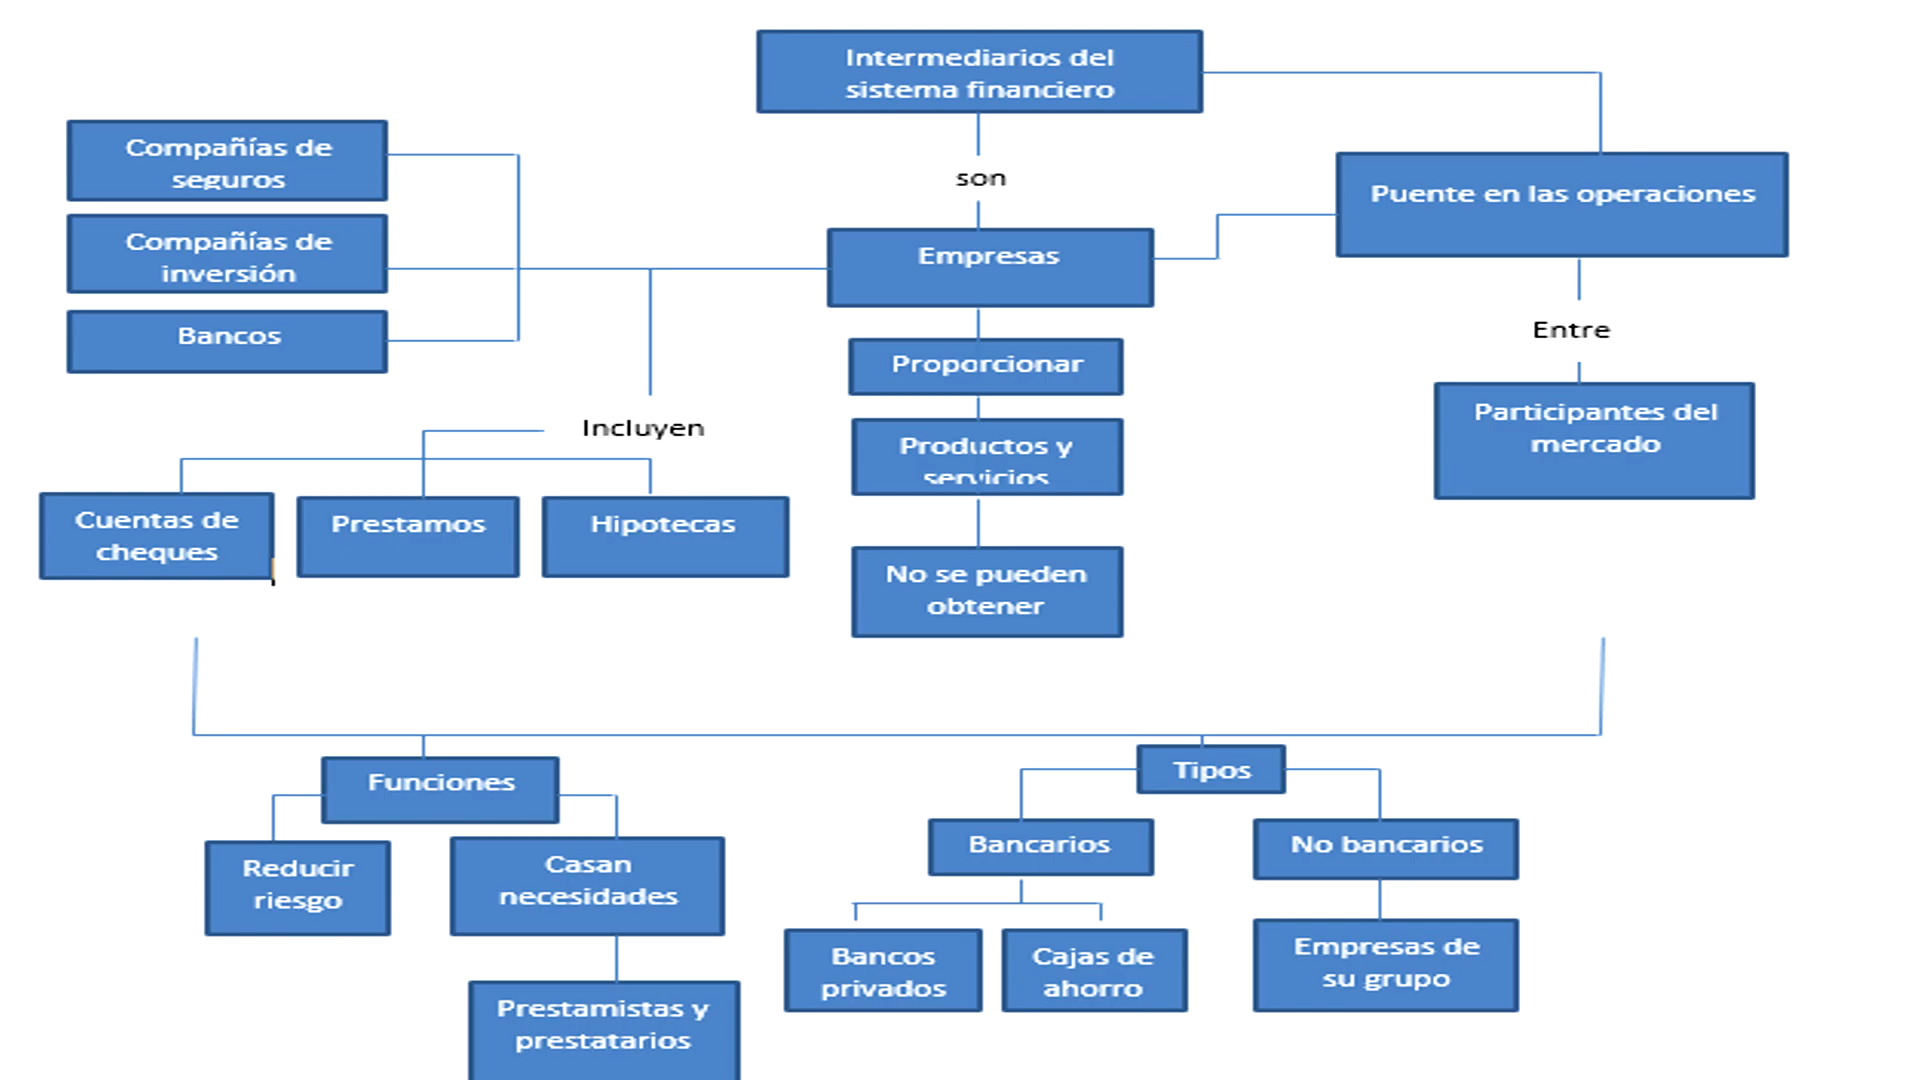 Intermediarios del
sistema financiero
Compañías de
seguros
Compañías de
inversión
Bancos
son
Empresas
Puente en las operaciones
Entre
Participantes del
mercado
Proporcionar
Productos y
servicios
No se pueden
obtener
Incluyen
Cuentas de
cheques
Prestamos
Hipotecas
Funciones
Reducir
riesgo
Casan
necesidades
Prestamistas y
prestatarios
Tipos
Bancarios
No bancarios
Bancos
privados
Cajas de
ahorro
Empresas de
su grupo